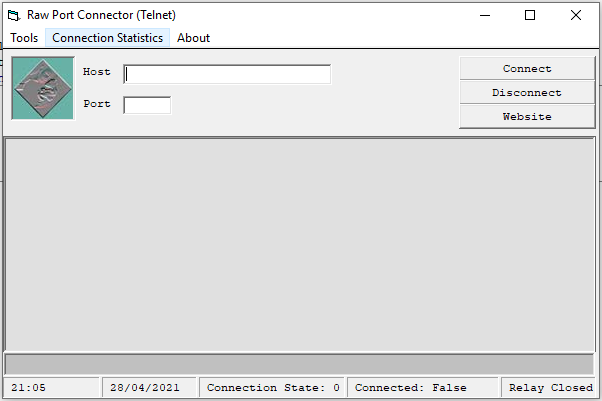 Raw Port Connector (Telnet)
Tools Connection Statistics About
Host
Port
Connect
Disconnect
Website
21:05 28/04/2021 Connection State: 0 Connected: False Relay Closed